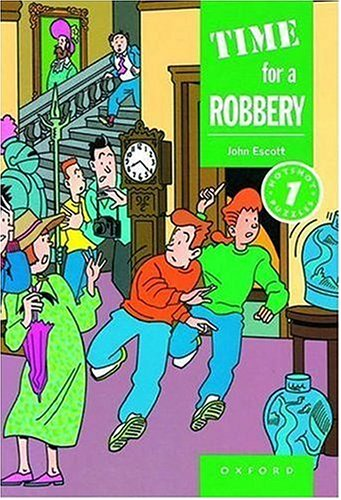 TIME
for a
ROBBERY
John Escott
HOTSHOT
1
PUZZLES
OXFORD